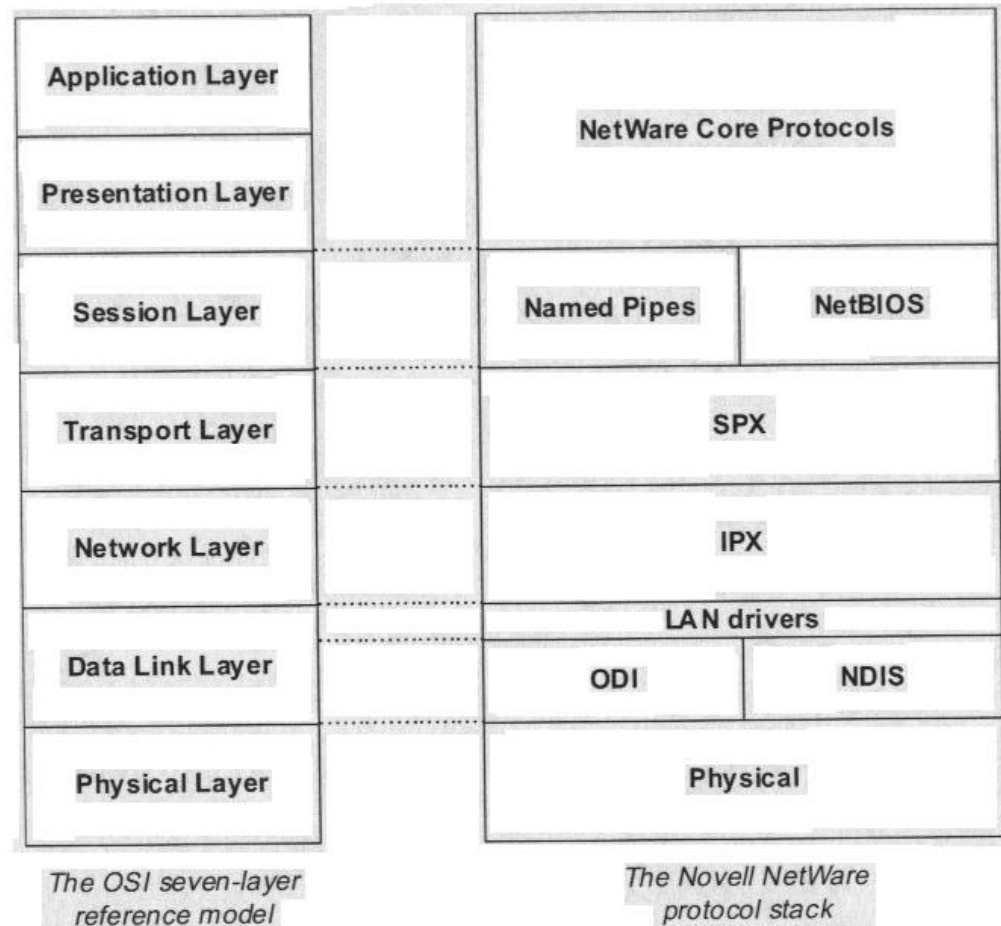 Application Layer
Presentation Layer
Session Layer
Transport Layer
Network Layer
Data Link Layer
Physical Layer
The OSI seven-layer
reference model
NetWare Core Protocols
Named Pipes
NetBIOS
SPX
IPX
LAN drivers
ODI
NDIS
Physical
The Novell NetWare
protocol stack